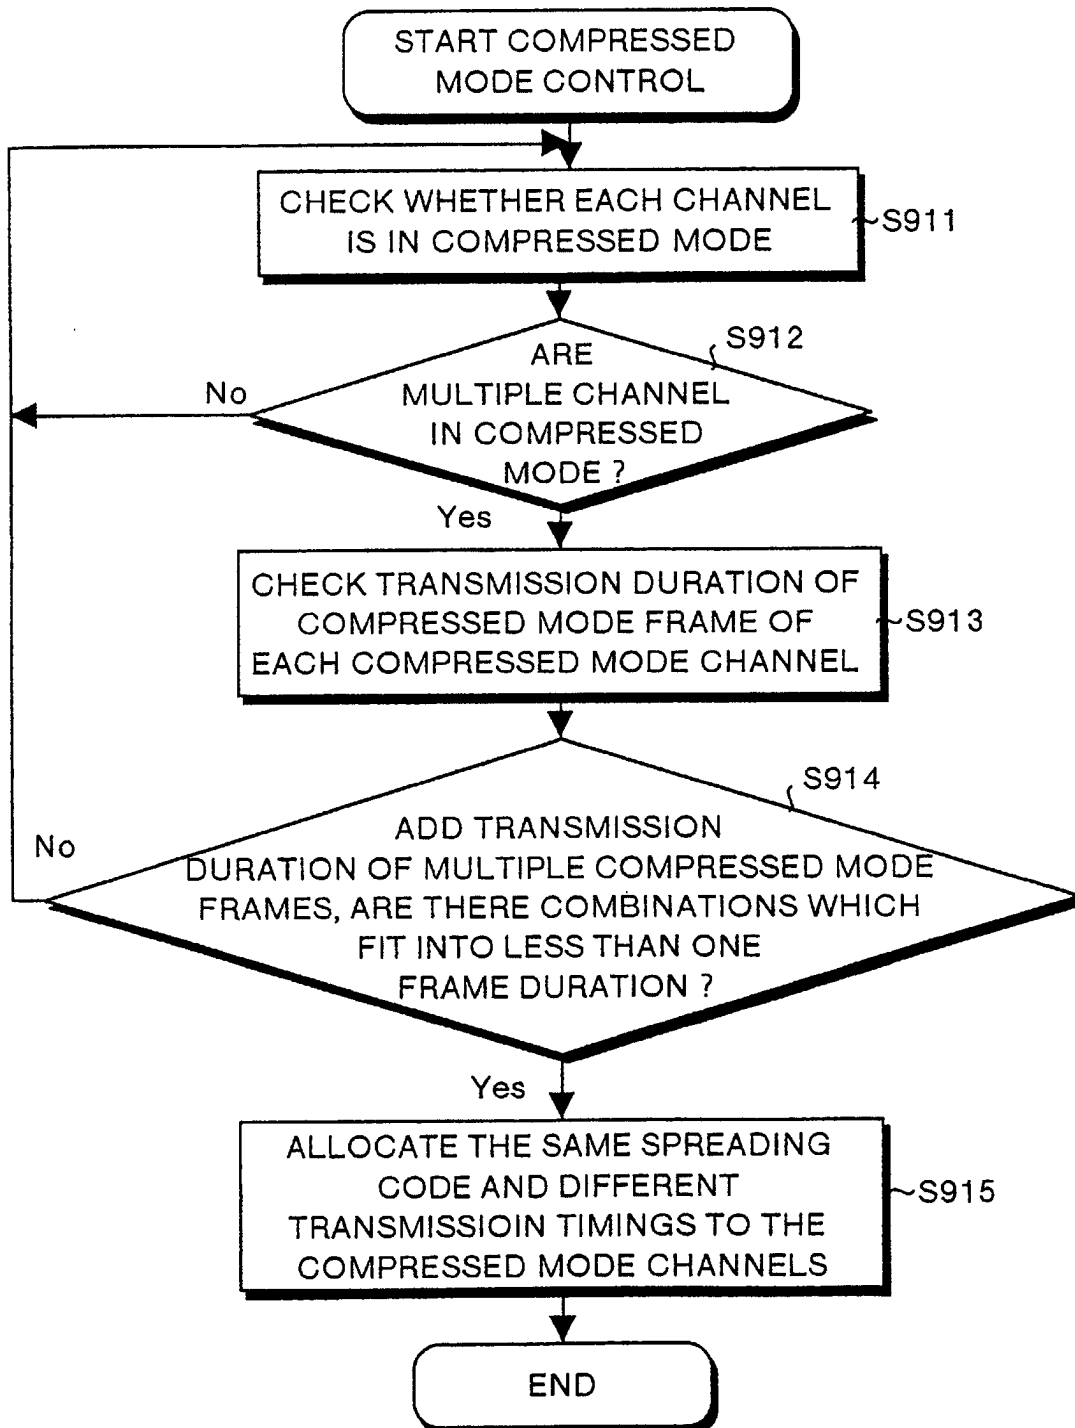 START COMPRESSED
MODE CONTROL
CHECK WHETHER EACH CHANNEL
IS IN COMPRESSED MODE
S911
S912
ARE
MULTIPLE CHANNEL
IN COMPRESSED
MODE ?
No
Yes
CHECK TRANSMISSION DURATION OF
COMPRESSED MODE FRAME OF
EACH COMPRESSED MODE CHANNEL
S913
S914
ADD TRANSMISSION
DURATION OF MULTIPLE COMPRESSED MODE
FRAMES, ARE THERE COMBINATIONS WHICH
FIT INTO LESS THAN ONE
FRAME DURATION ?
No
Yes
ALLOCATE THE SAME SPREADING
CODE AND DIFFERENT
TRANSMISSIOIN TIMINGS TO THE
COMPRESSED MODE CHANNELS
S915
END